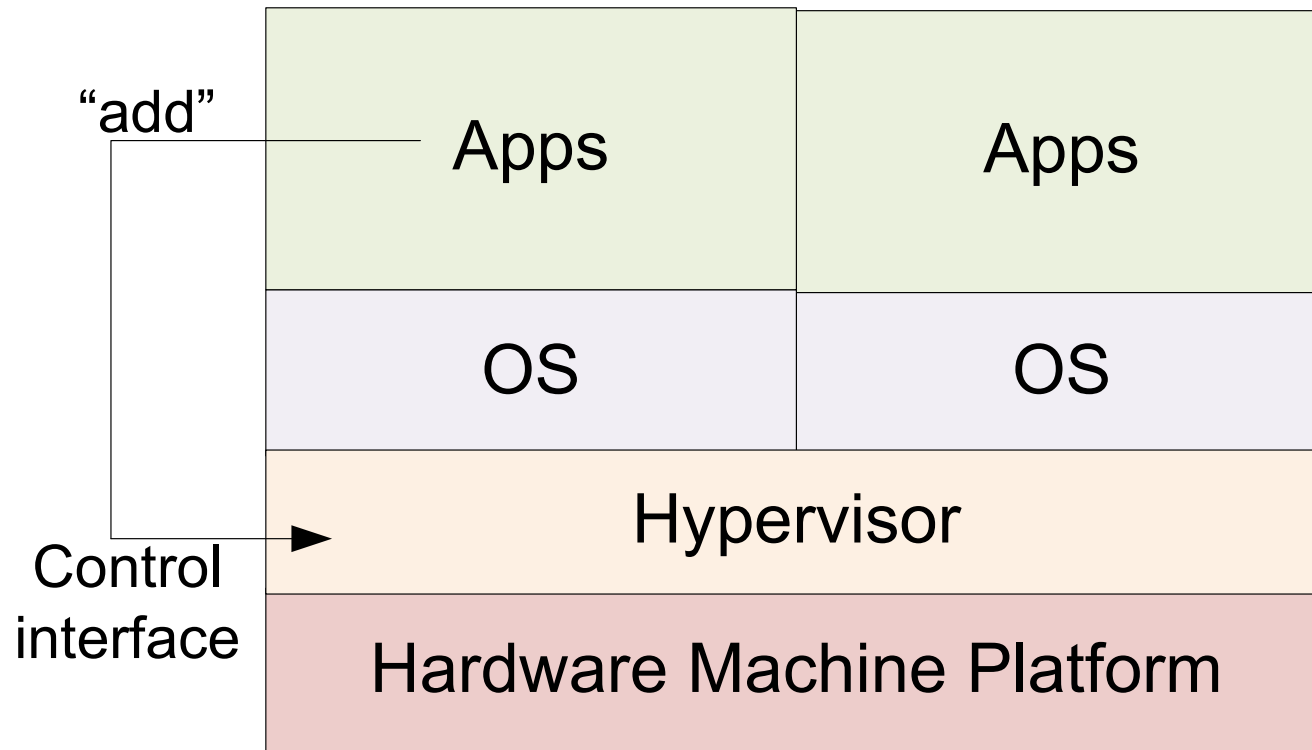 “add”
Apps
Apps
OS
OS
Hypervisor
Control
interface
Hardware Machine Platform